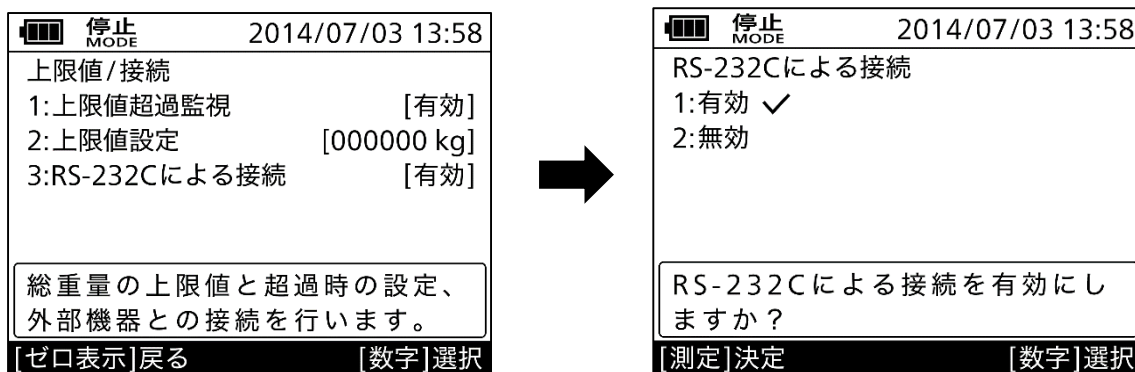 停止 MODE 2014/07/03 13:58
上限値/接続
1:上限値超過監視 [有効]
2:上限値設定 [000000 kg]
3:RS-232Cによる接続 [有効]
総重量の上限値と超過時の設定、
外部機器との接続を行います。
[ゼロ表示]戻る [数字]選択
停止 MODE 2014/07/03 13:58
RS-232Cによる接続
1:有効 ✓
2:無効
RS-232Cによる接続を有効にし
ますか？
[測定]決定 [数字]選択